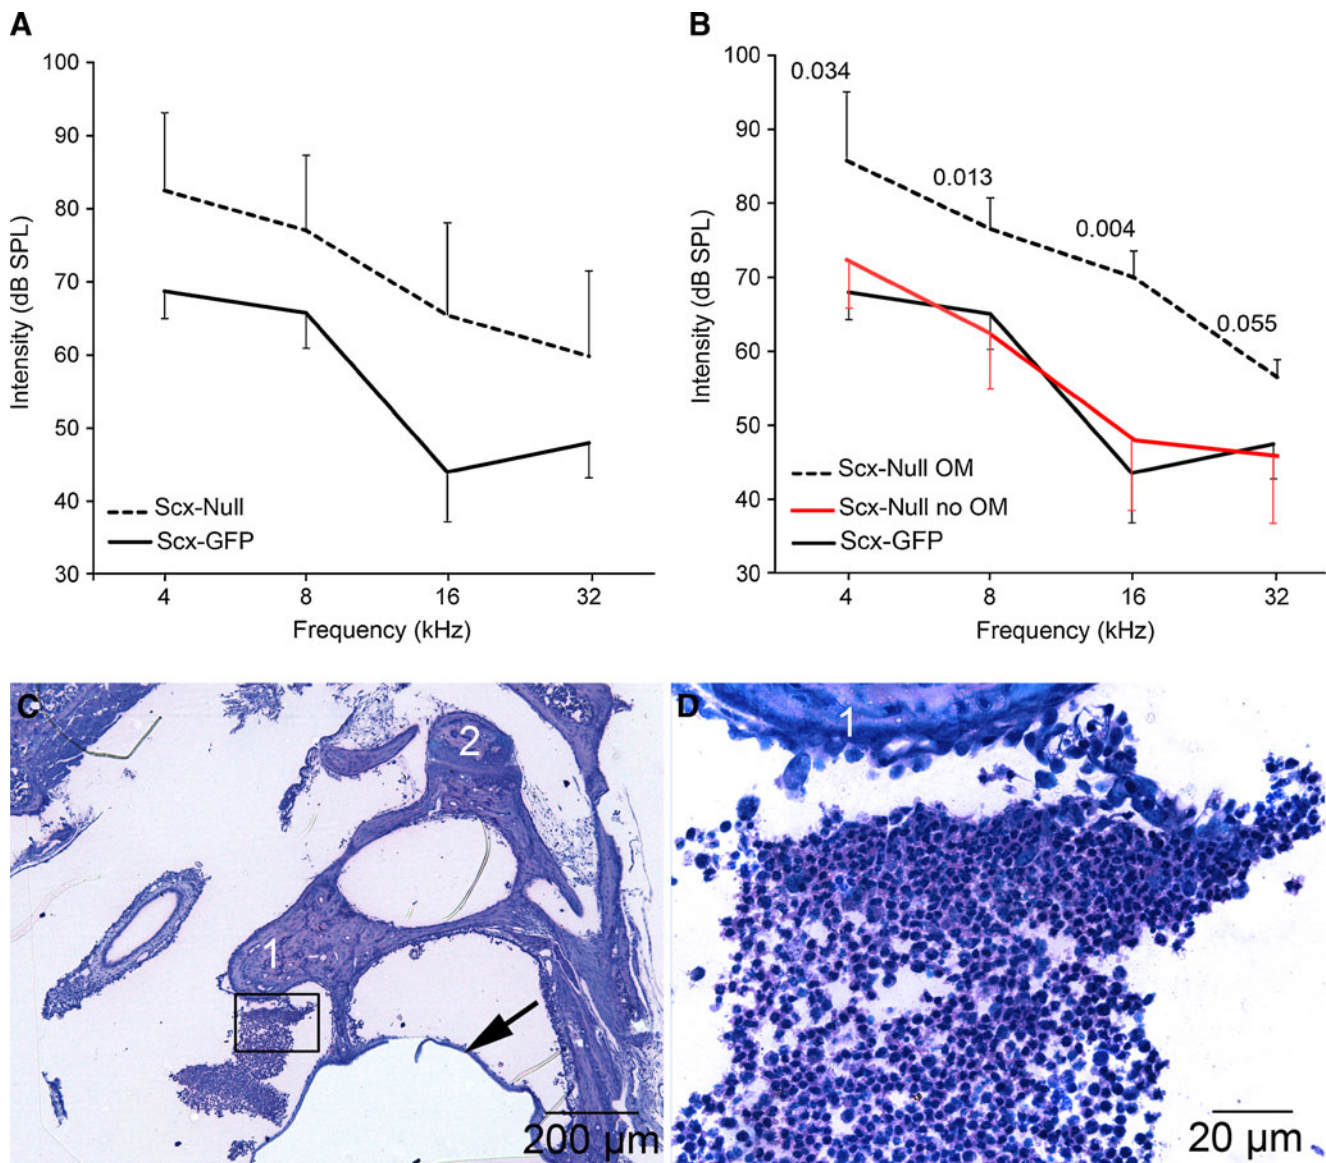 A
100
90
80
70
60
50
40
30
Intensity (dB SPL)
Scx-Null
Scx-GFP
4 8 16 32
Frequency (kHz)
B
100
90
80
70
60
50
40
30
Intensity (dB SPL)
0.034
0.013
0.004
0.055
Scx-Null OM
Scx-Null no OM
Scx-GFP
4 8 16 32
Frequency (kHz)
C
2
1
200 µm
D
1
20 µm